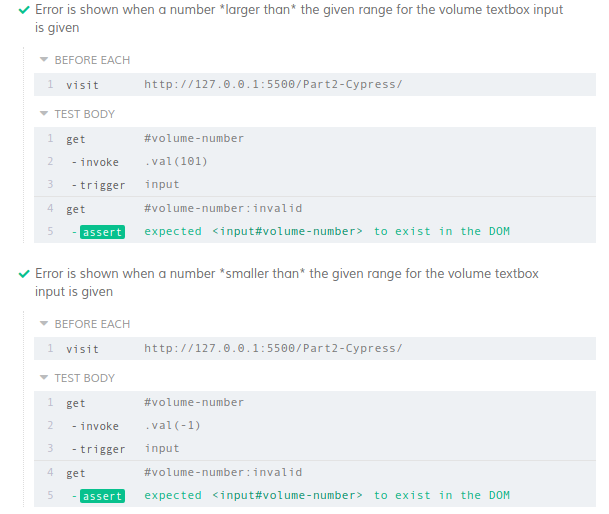 Error is shown when a number *larger than* the given range for the volume textbox input
is given
BEFORE EACH
1 visit http://127.0.0.1:5500/Part2-Cypress/
TEST BODY
1 get #volume-number
2 -invoke .val(101)
3 -trigger input
4 get #volume-number:invalid
5 -assert expected <input#volume-number> to exist in the DOM
Error is shown when a number *smaller than* the given range for the volume textbox
input is given
BEFORE EACH
1 visit http://127.0.0.1:5500/Part2-Cypress/
TEST BODY
1 get #volume-number
2 -invoke .val(-1)
3 -trigger input
4 get #volume-number:invalid
5 -assert expected <input#volume-number> to exist in the DOM